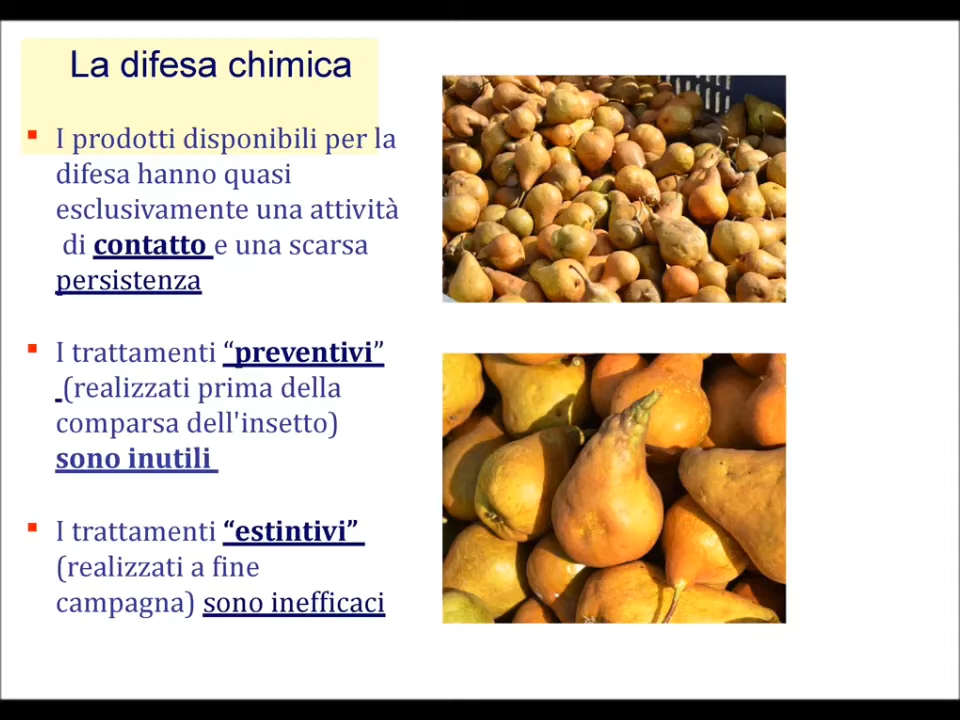 La difesa chimica
I prodotti disponibili per la
difesa hanno quasi
esclusivamente una attività
di contatto e una scarsa
persistenza
I trattamenti “preventivi”
(realizzati prima della
comparsa dell'insetto)
sono inutili
I trattamenti “estintivi”
(realizzati a fine
campagna) sono inefficaci